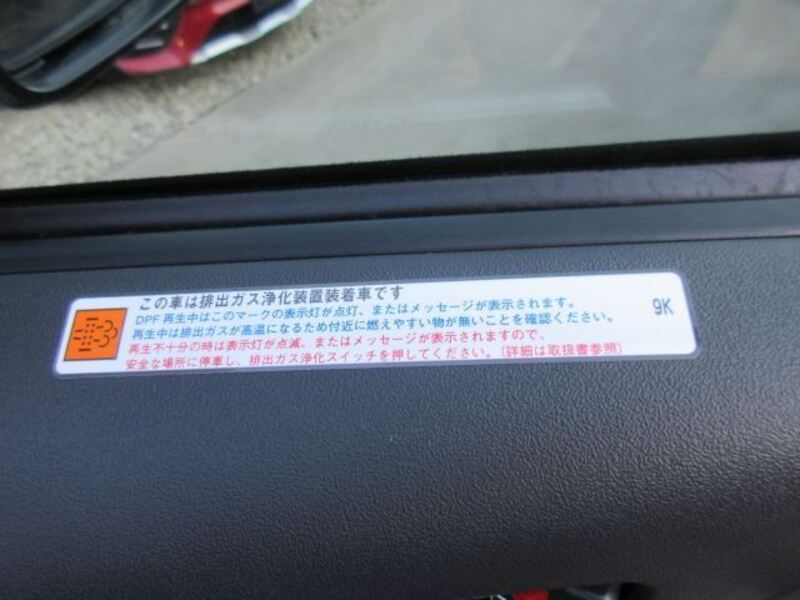 この車は排出ガス浄化装置装着車です
DPF再生中はこのマークの表示灯が点灯、またはメッセージが表示されます。
再生中は排出ガスが高温になるため付近に燃えやすい物が無いことを確認ください。
再生不十分の時は表示灯が点滅、またはメッセージが表示されますので、
安全な場所に停車し、排出ガス浄化スイッチを押してください。(詳細は取扱書参照)
9K